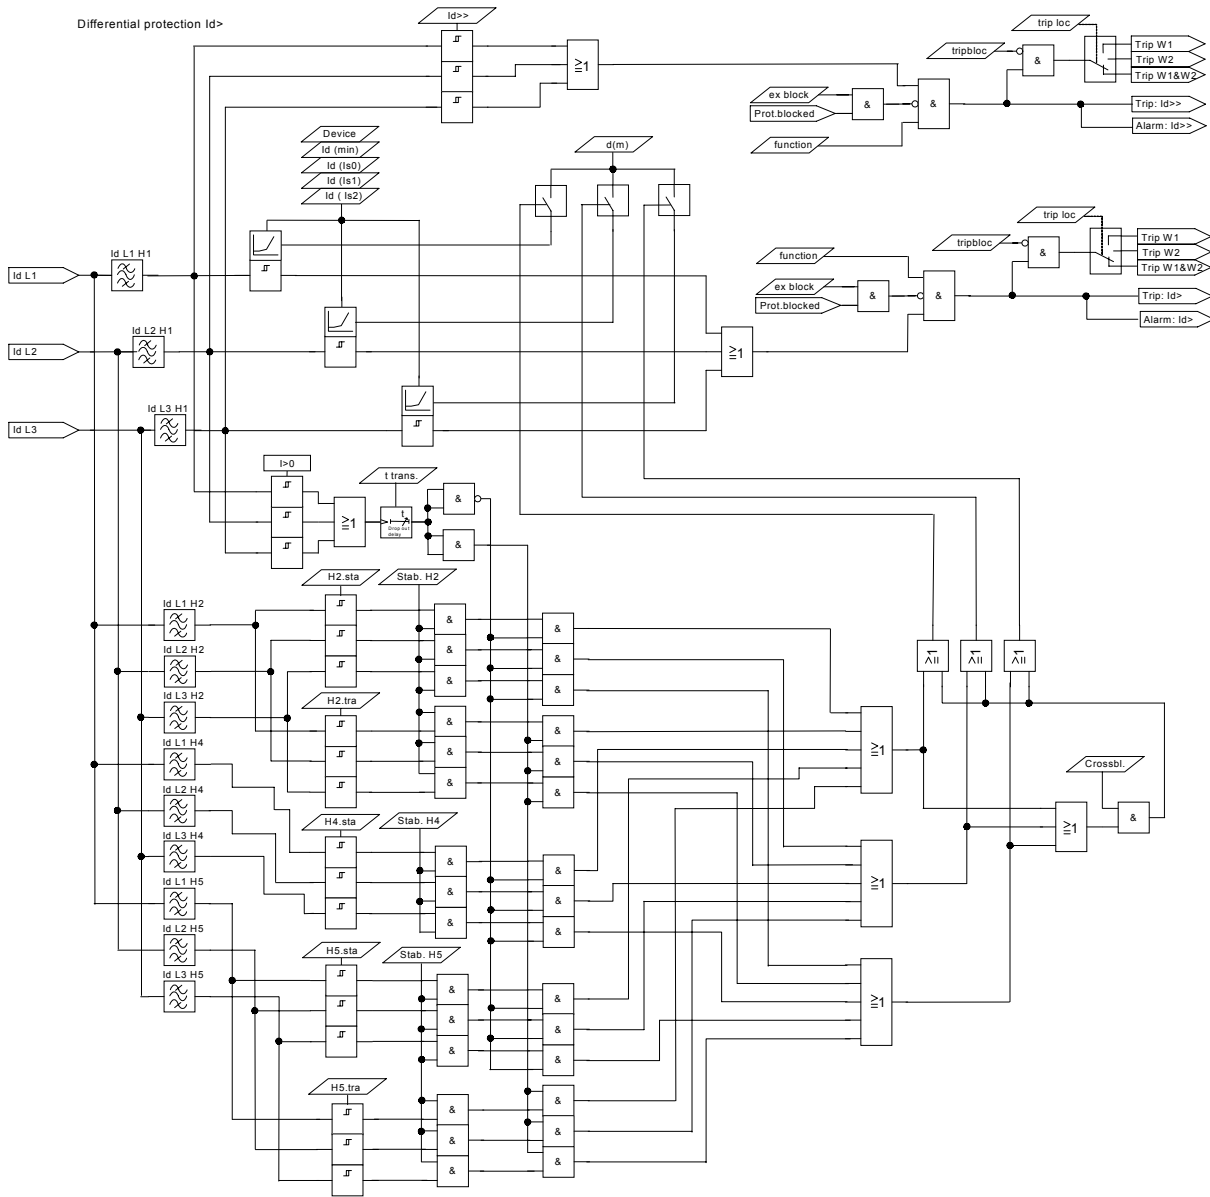 Differential protection Id>
Id>>
≧1
tripbloc
trip loc
&
Trip W1
Trip W2
Trip W1&W2
ex block
Prot.blocked
&
&
function
Trip: Id>>
Alarm: Id>>
Device
Id (min)
Id (Is0)
Id (Is1)
Id ( Is2)
d(m)
trip loc
tripbloc
&
Trip W1
Trip W2
Trip W1&W2
function
ex block
Prot.blocked
&
&
Trip: Id>
Alarm: Id>
Id L1
Id L1 H1
Id L2
Id L2 H1
≧1
Id L3
Id L3 H1
I>0
≧1
t trans.
t
Drop out
delay
&
&
H2.sta
Stab. H2
Id L1 H2
&
&
Id L2 H2
&
&
Id L3 H2
&
&
≧1
≧1
≧1
H2.tra
&
&
Id L1 H4
&
&
≧1
&
&
Crossbl.
&
Id L2 H4
H4.sta
Stab. H4
≧1
Id L3 H4
&
&
≧1
Id L1 H5
&
&
&
&
Id L2 H5
H5.sta
Stab. H5
Id L3 H5
&
&
≧1
&
&
&
&
H5.tra
&
&
&
&
&
&